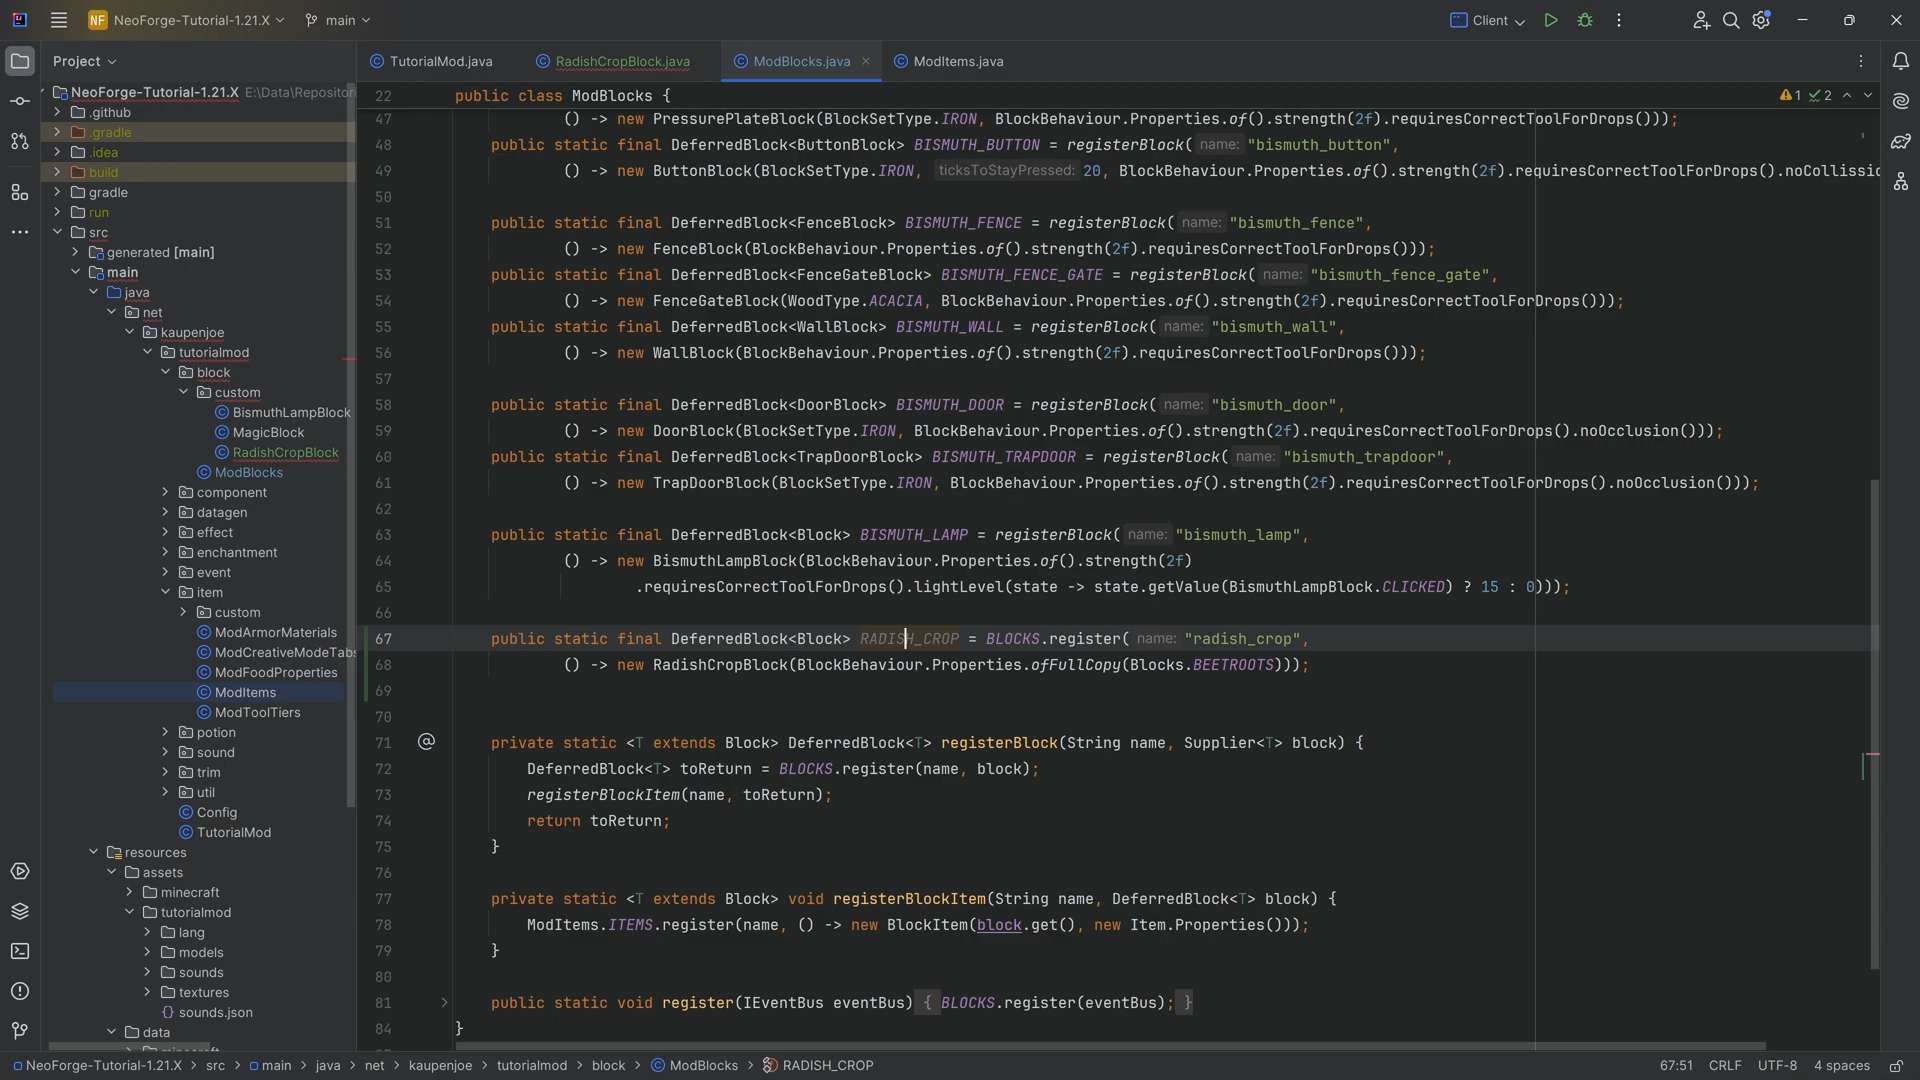 NF NeoForge-Tutorial-1.21.X main Client
Project TutorialMod.java RadishCropBlock.java ModBlocks.java ModItems.java
NeoForge-Tutorial-1.21.X E:\Data\Repositor
.github
.gradle
.idea
build
gradle
run
src
generated [main]
main
java
net
kaupenjoe
tutorialmod
block
custom
BismuthLampBlock
MagicBlock
RadishCropBlock
ModBlocks
component
datagen
effect
enchantment
event
item
custom
ModArmorMaterials
ModCreativeModeTabs
ModFoodProperties
ModItems
ModToolTiers
potion
sound
trim
util
Config
TutorialMod
resources
assets
minecraft
tutorialmod
lang
models
sounds
textures
sounds.json
data
22 public class ModBlocks { 1 2
47 () -> new PressurePlateBlock(BlockSetType.IRON, BlockBehaviour.Properties.of().strength(2f).requiresCorrectToolForDrops()));
48 public static final DeferredBlock<ButtonBlock> BISMUTH_BUTTON = registerBlock( name: "bismuth_button",
49 () -> new ButtonBlock(BlockSetType.IRON, ticksToStayPressed: 20, BlockBehaviour.Properties.of().strength(2f).requiresCorrectToolForDrops().noCollissio
50
51 public static final DeferredBlock<FenceBlock> BISMUTH_FENCE = registerBlock( name: "bismuth_fence",
52 () -> new FenceBlock(BlockBehaviour.Properties.of().strength(2f).requiresCorrectToolForDrops()));
53 public static final DeferredBlock<FenceGateBlock> BISMUTH_FENCE_GATE = registerBlock( name: "bismuth_fence_gate",
54 () -> new FenceGateBlock(WoodType.ACACIA, BlockBehaviour.Properties.of().strength(2f).requiresCorrectToolForDrops()));
55 public static final DeferredBlock<WallBlock> BISMUTH_WALL = registerBlock( name: "bismuth_wall",
56 () -> new WallBlock(BlockBehaviour.Properties.of().strength(2f).requiresCorrectToolForDrops()));
57
58 public static final DeferredBlock<DoorBlock> BISMUTH_DOOR = registerBlock( name: "bismuth_door",
59 () -> new DoorBlock(BlockSetType.IRON, BlockBehaviour.Properties.of().strength(2f).requiresCorrectToolForDrops().noOcclusion()));
60 public static final DeferredBlock<TrapDoorBlock> BISMUTH_TRAPDOOR = registerBlock( name: "bismuth_trapdoor",
61 () -> new TrapDoorBlock(BlockSetType.IRON, BlockBehaviour.Properties.of().strength(2f).requiresCorrectToolForDrops().noOcclusion()));
62
63 public static final DeferredBlock<Block> BISMUTH_LAMP = registerBlock( name: "bismuth_lamp",
64 () -> new BismuthLampBlock(BlockBehaviour.Properties.of().strength(2f)
65 .requiresCorrectToolForDrops().lightLevel(state -> state.getValue(BismuthLampBlock.CLICKED) ? 15 : 0)));
66
67 public static final DeferredBlock<Block> RADISH_CROP = BLOCKS.register( name: "radish_crop",
68 () -> new RadishCropBlock(BlockBehaviour.Properties.ofFullCopy(Blocks.BEETROOTS)));
69
70
71 private static <T extends Block> DeferredBlock<T> registerBlock(String name, Supplier<T> block) {
72 DeferredBlock<T> toReturn = BLOCKS.register(name, block);
73 registerBlockItem(name, toReturn);
74 return toReturn;
75 }
76
77 private static <T extends Block> void registerBlockItem(String name, DeferredBlock<T> block) {
78 ModItems.ITEMS.register(name, () -> new BlockItem(block.get(), new Item.Properties()));
79 }
80
81 public static void register(IEventBus eventBus) { BLOCKS.register(eventBus); }
84 }
NeoForge-Tutorial-1.21.X > src > main > java > net > kaupenjoe > tutorialmod > block > ModBlocks > RADISH_CROP 67:51 CRLF UTF-8 4 spaces